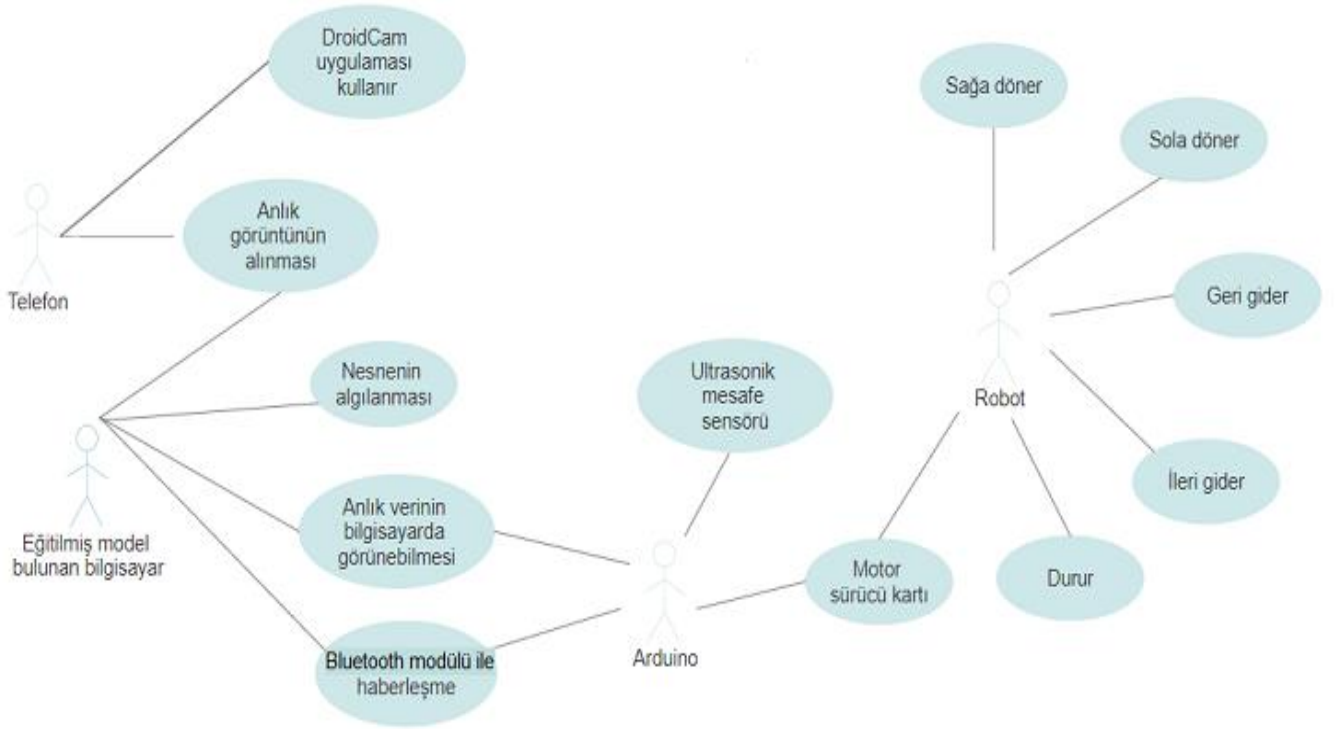 DroidCam
uygulaması
kullanır
Sağa döner
Sola döner
Anlık
görüntünün
alınması
Telefon
Geri gider
Nesnenin
algılanması
Ultrasonik
mesafe
sensörü
Robot
İleri gider
Anlık verinin
bilgisayarda
görünebilmesi
Eğitilmiş model
bulunan bilgisayar
Motor
sürücü kartı
Durur
Bluetooth modülü ile
haberleşme
Arduino